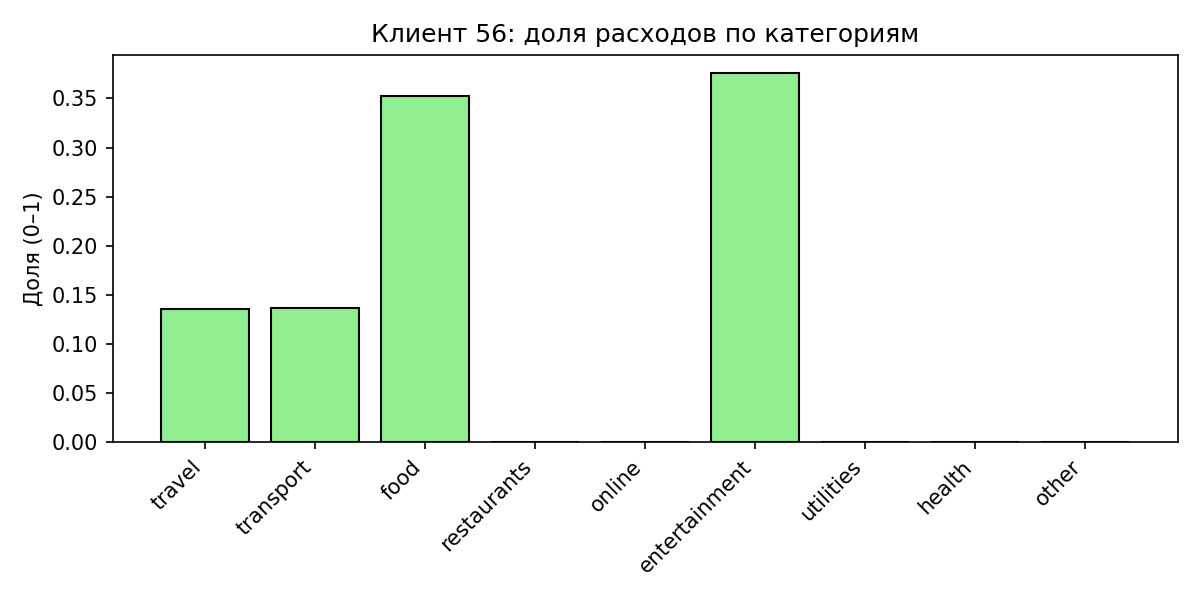 Клиент 56: доля расходов по категориям
Доля (0–1)
0.35
0.30
0.25
0.20
0.15
0.10
0.05
0.00
travel
transport
food
restaurants
online
entertainment
utilities
health
other